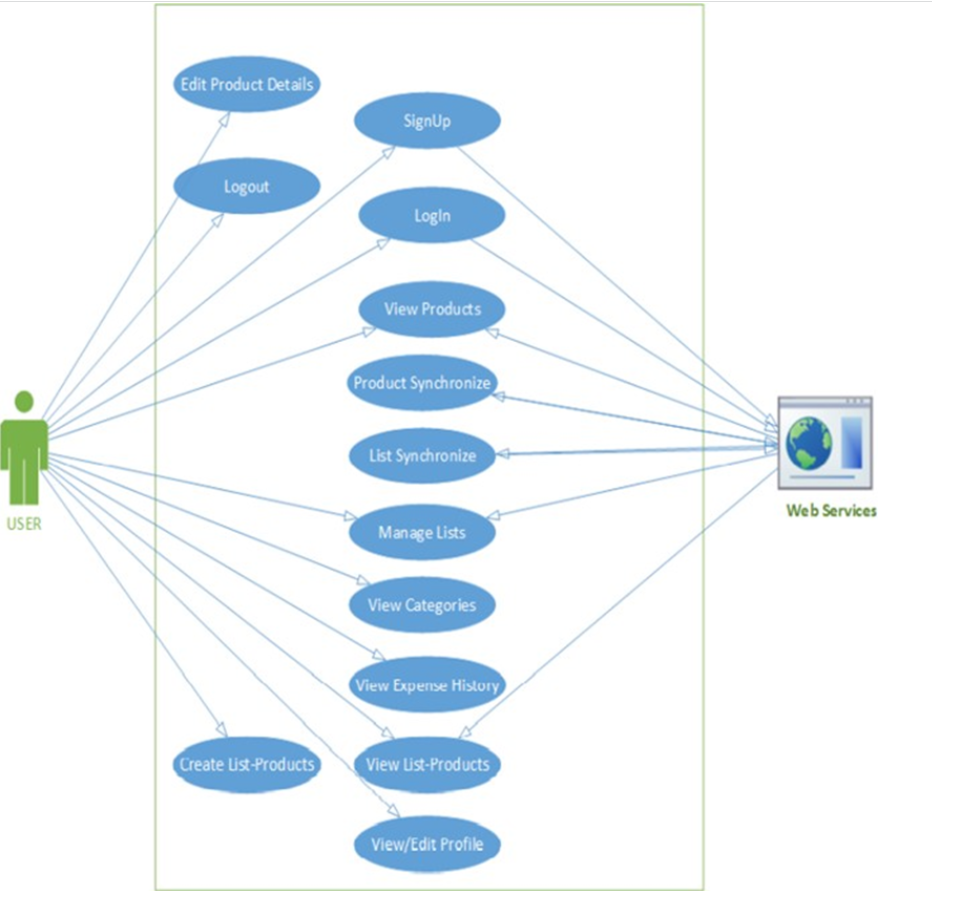 Edit Product Details
SignUp
Logout
LogIn
View Products
Product Synchronize
List Synchronize
Web Services
USER
Manage Lists
View Categories
View Expense History
Create List-Products
View List-Products
View/Edit Profile